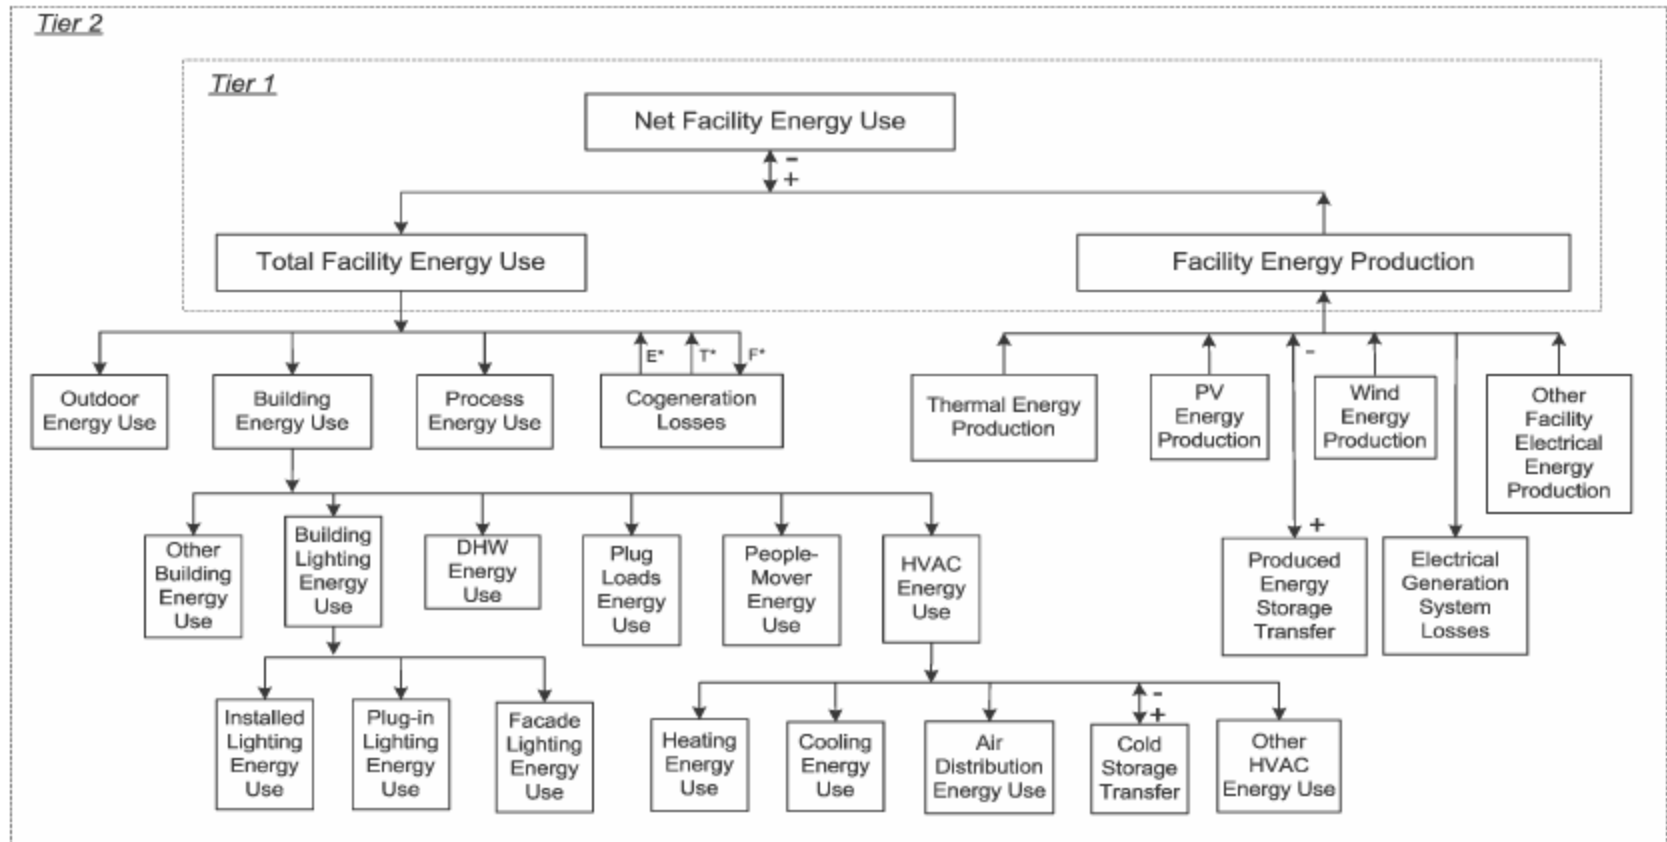 Tier 2
Tier 1
Net Facility Energy Use
-
+
Total Facility Energy Use
Facility Energy Production
E*
T*
F*
-
Outdoor
Energy Use
Building
Energy Use
Process
Energy Use
Cogeneration
Losses
Thermal Energy
Production
PV
Energy
Production
Wind
Energy
Production
Other
Facility
Electrical
Energy
Production
+
Other
Building
Energy
Use
Building
Lighting
Energy
Use
DHW
Energy
Use
Plug
Loads
Energy
Use
People-
Mover
Energy
Use
HVAC
Energy
Use
Produced
Energy
Storage
Transfer
Electrical
Generation
System
Losses
Installed
Lighting
Energy
Use
Plug-in
Lighting
Energy
Use
Facade
Lighting
Energy
Use
-
+
Heating
Energy
Use
Cooling
Energy
Use
Air
Distribution
Energy Use
Cold
Storage
Transfer
Other
HVAC
Energy Use